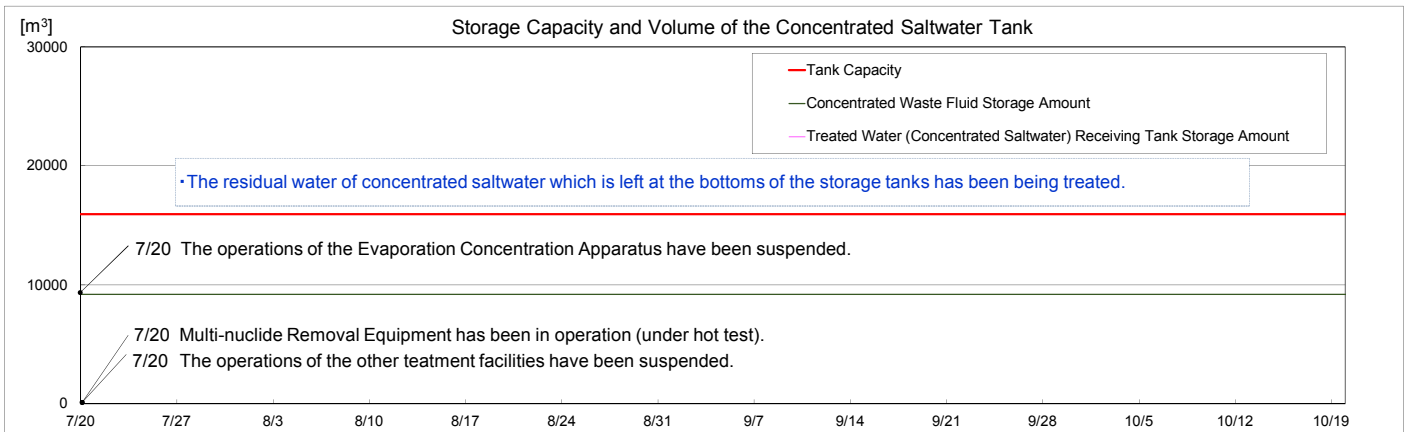 [m³]
Storage Capacity and Volume of the Concentrated Saltwater Tank
30000
Tank Capacity
Concentrated Waste Fluid Storage Amount
Treated Water (Concentrated Saltwater) Receiving Tank Storage Amount
20000
・The residual water of concentrated saltwater which is left at the bottoms of the storage tanks has been being treated.
7/20 The operations of the Evaporation Concentration Apparatus have been suspended.
10000
7/20 Multi-nuclide Removal Equipment has been in operation (under hot test).
7/20 The operations of the other teatment facilities have been suspended.
0
7/20 7/27 8/3 8/10 8/17 8/24 8/31 9/7 9/14 9/21 9/28 10/5 10/12 10/19